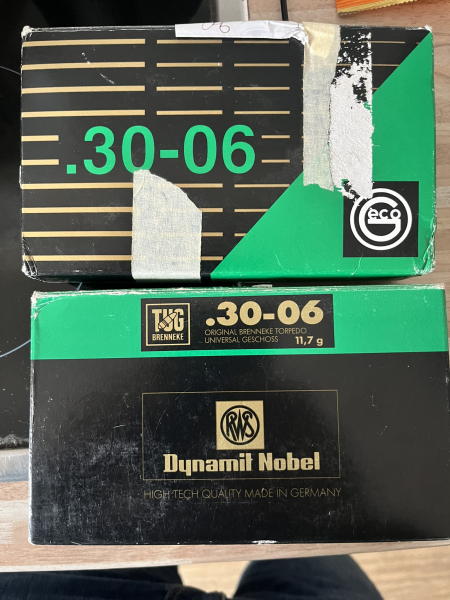 06
.30-06
Geco
TUG
BRENNEKE
.30-06
ORIGINAL BRENNEKE TORPEDO
UNIVERSAL GESCHOSS 11,7 g
RWS
Dynamit Nobel
HIGH TECH QUALITY MADE IN GERMANY